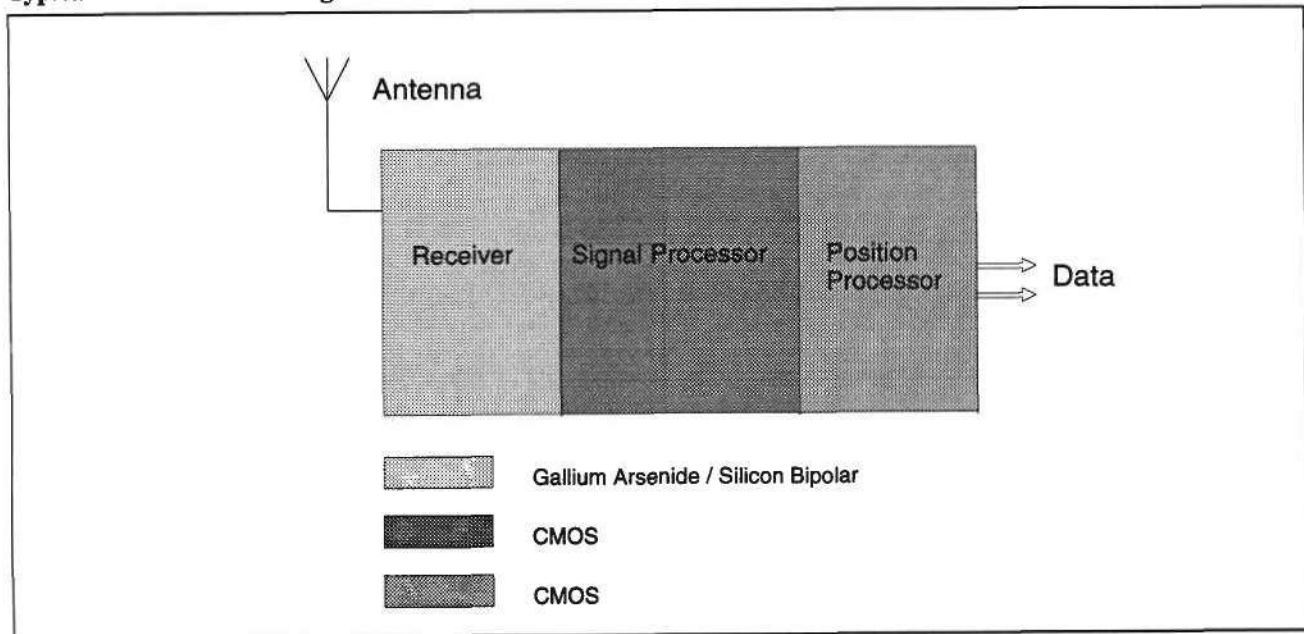 Antenna
Receiver
Signal Processor
Position
Processor
Data
Gallium Arsenide / Silicon Bipolar
CMOS
CMOS